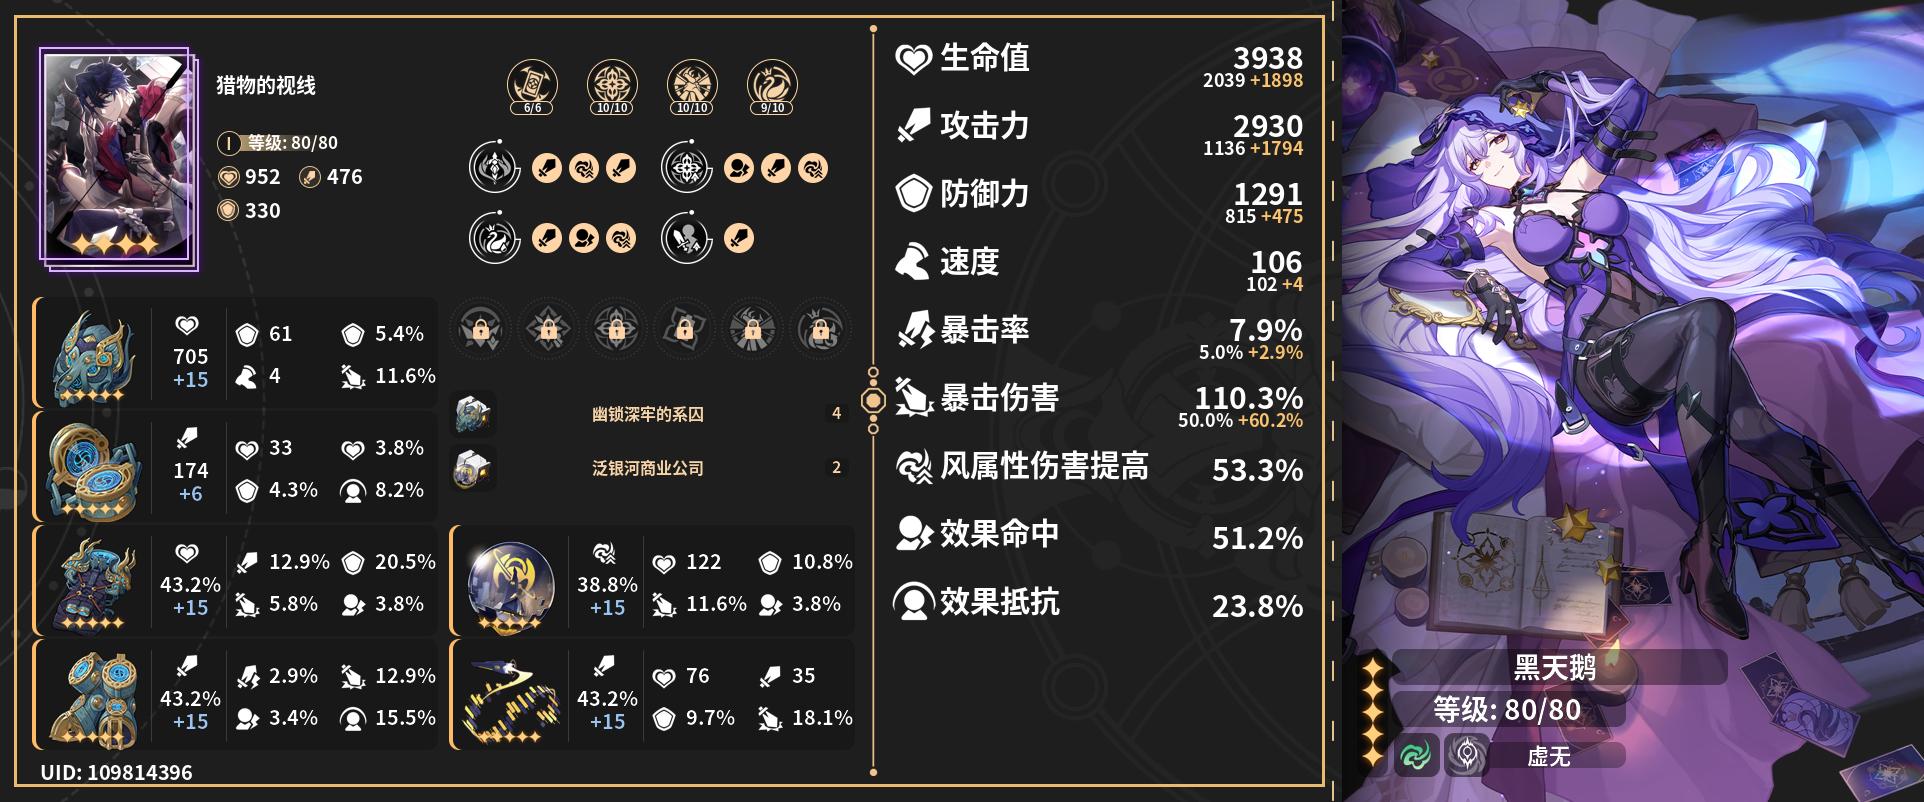 猎物的视线
I 等级: 80/80
952 476
330
6/6 10/10 10/10 9/10
705
+15
61 5.4%
4 11.6%
174
+6
33 3.8%
4.3% 8.2%
43.2%
+15
12.9% 20.5%
5.8% 3.8%
43.2%
+15
2.9% 12.9%
3.4% 15.5%
幽锁深牢的系囚 4
泛银河商业公司 2
38.8%
+15
122 10.8%
11.6% 3.8%
43.2%
+15
76 35
9.7% 18.1%
UID: 109814396
生命值 3938
2039 +1898
攻击力 2930
1136 +1794
防御力 1291
815 +475
速度 106
102 +4
暴击率 7.9%
5.0% +2.9%
暴击伤害 110.3%
50.0% +60.2%
风属性伤害提高 53.3%
效果命中 51.2%
效果抵抗 23.8%
黑天鹅
等级: 80/80
虚无